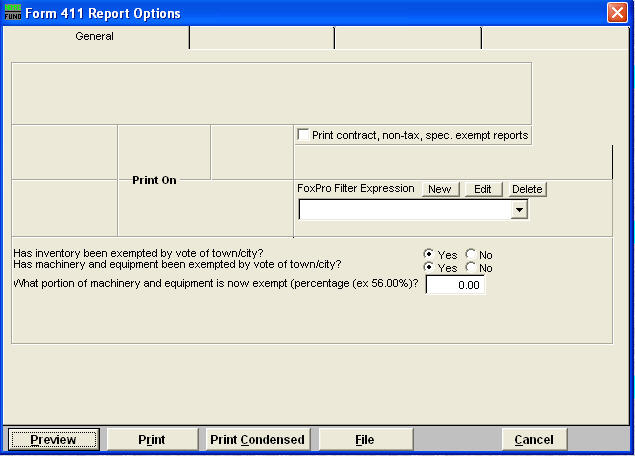 Form 411 Report Options
FUND
General
Print contract, non-tax, spec. exempt reports
Print On
FoxPro Filter Expression New Edit Delete
Has inventory been exempted by vote of town/city? Yes No
Has machinery and equipment been exempted by vote of town/city? Yes No
What portion of machinery and equipment is now exempt (percentage (ex 56.00%)? 0.00
Preview Print Print Condensed File Cancel